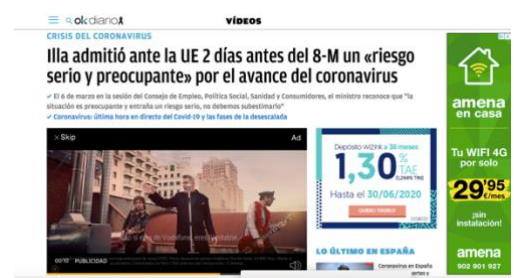 okdiario
VÍDEOS
CRISIS DEL CORONAVIRUS
Illa admitió ante la UE 2 días antes del 8-M un «riesgo
serio y preocupante» por el avance del coronavirus
El 6 de marzo en la sesión del Consejo de Empleo, Política Social, Sanidad y Consumidores, el ministro reconoce que "la
situación es preocupante y entraña un riesgo serio, no debemos subestimarlo"
Coronavirus: última hora en directo del Covid-19 y las fases de la desescalada
× Skip
Ad
00:12 PUBLICIDAD
Depósito WiZink a 36 meses
1,30% TAE
Hasta el 30/06/2020
LO ÚLTIMO EN ESPAÑA
Coronavirus en España
amena
en casa
Tu WIFI 4G
por solo
29'95
€/mes
¡sin
instalación!
amena
902 901 927